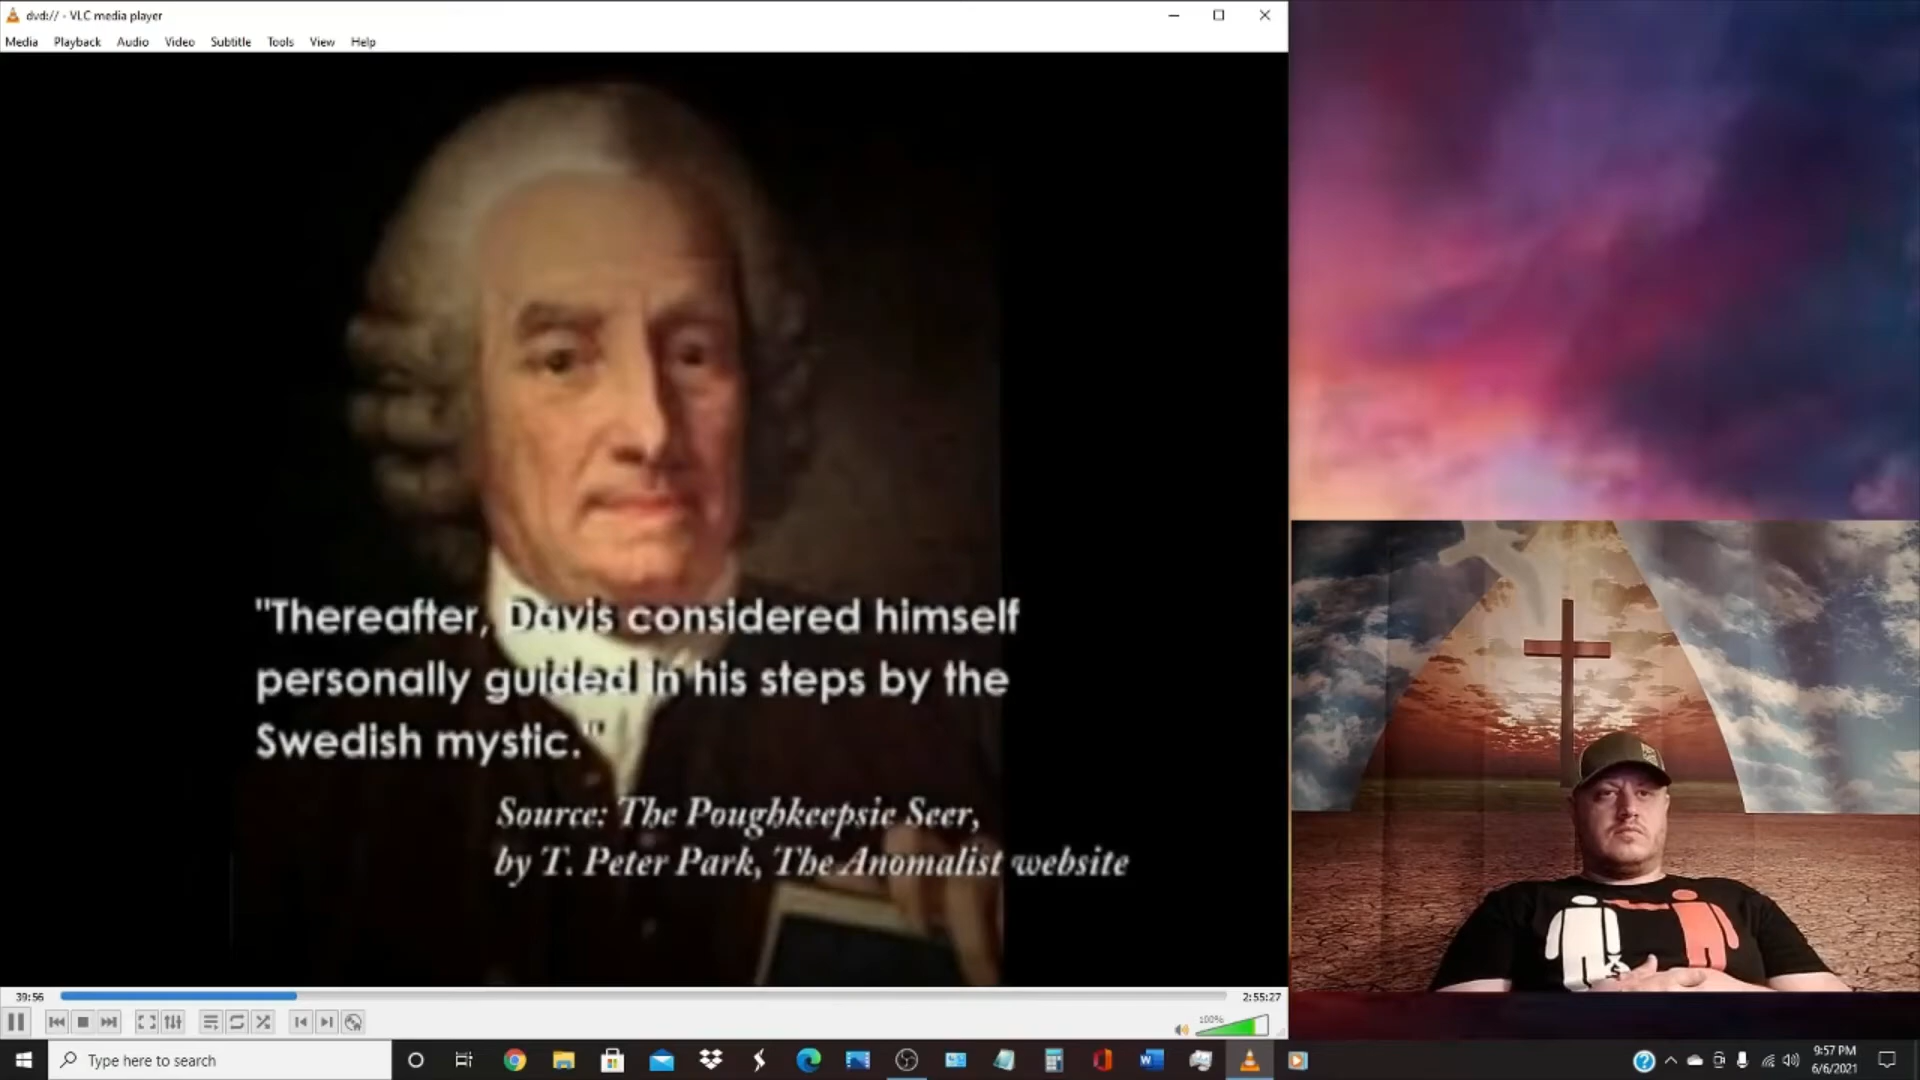 dvd:// - VLC media player
Media Playback Audio Video Subtitle Tools View Help
"Thereafter, Davis considered himself
personally guided in his steps by the
Swedish mystic."
Source: The Poughkeepsie Seer,
by T. Peter Park, The Anomalist website
39:56
2:55:27
100%
Type here to search
9:57 PM
6/6/2021